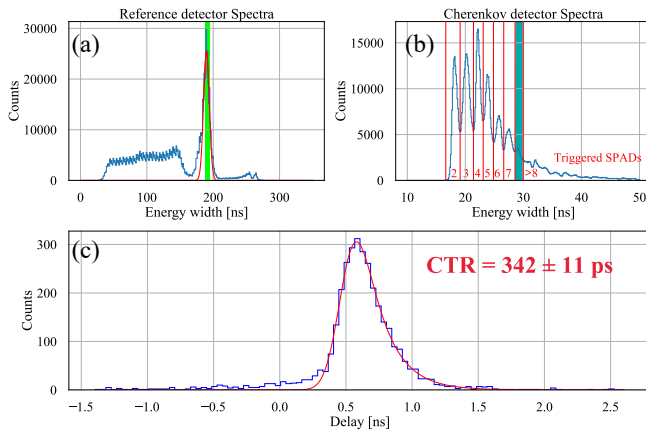 Reference detector Spectra
(a)
Counts
30000
20000
10000
0
0
100
200
300
Energy width [ns]
Cherenkov detector Spectra
(b)
Counts
15000
10000
5000
0
2 3 4 5 6 7 >8
Triggered SPADs
10
20
30
40
50
Energy width [ns]
(c)
CTR = 342 ± 11 ps
Counts
300
200
100
0
−1.5
−1.0
−0.5
0.0
0.5
1.0
1.5
2.0
2.5
Delay [ns]